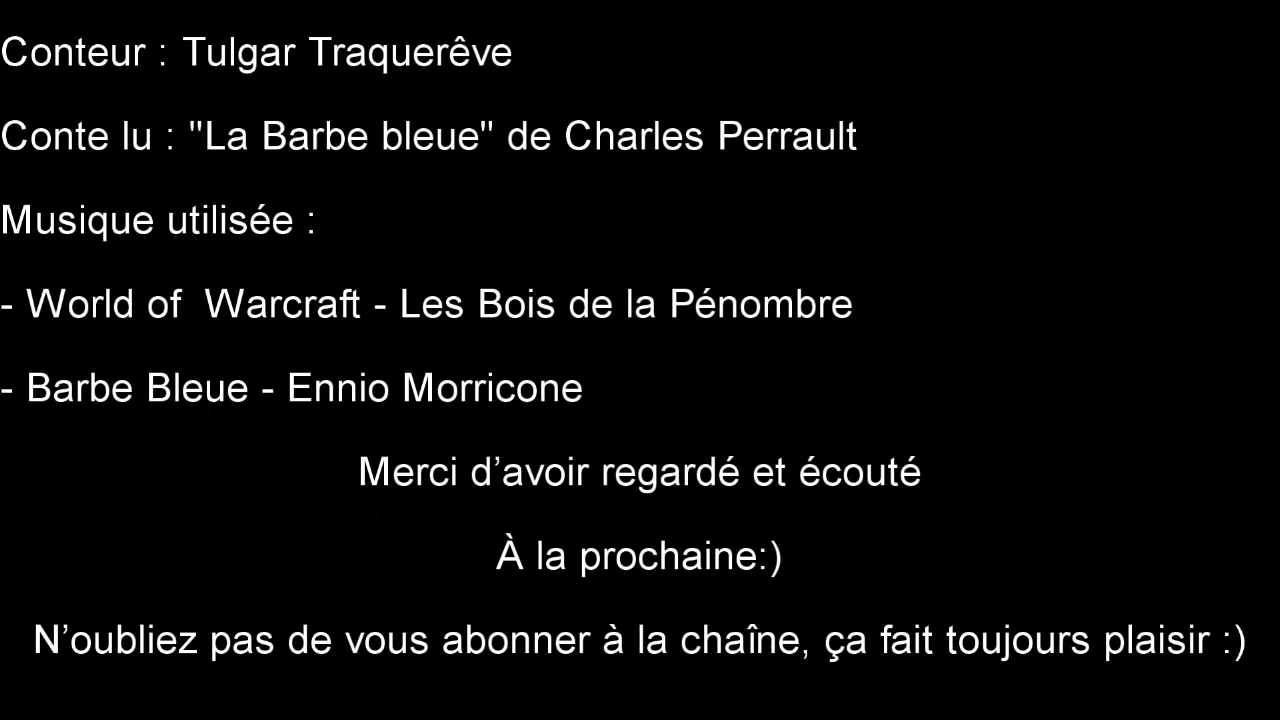 Conteur : Tulgar Traquerêve
Conte lu : "La Barbe bleue" de Charles Perrault
Musique utilisée :
- World of  Warcraft - Les Bois de la Pénombre
- Barbe Bleue - Ennio Morricone
Merci d’avoir regardé et écouté
À la prochaine:)
N’oubliez pas de vous abonner à la chaîne, ça fait toujours plaisir :)